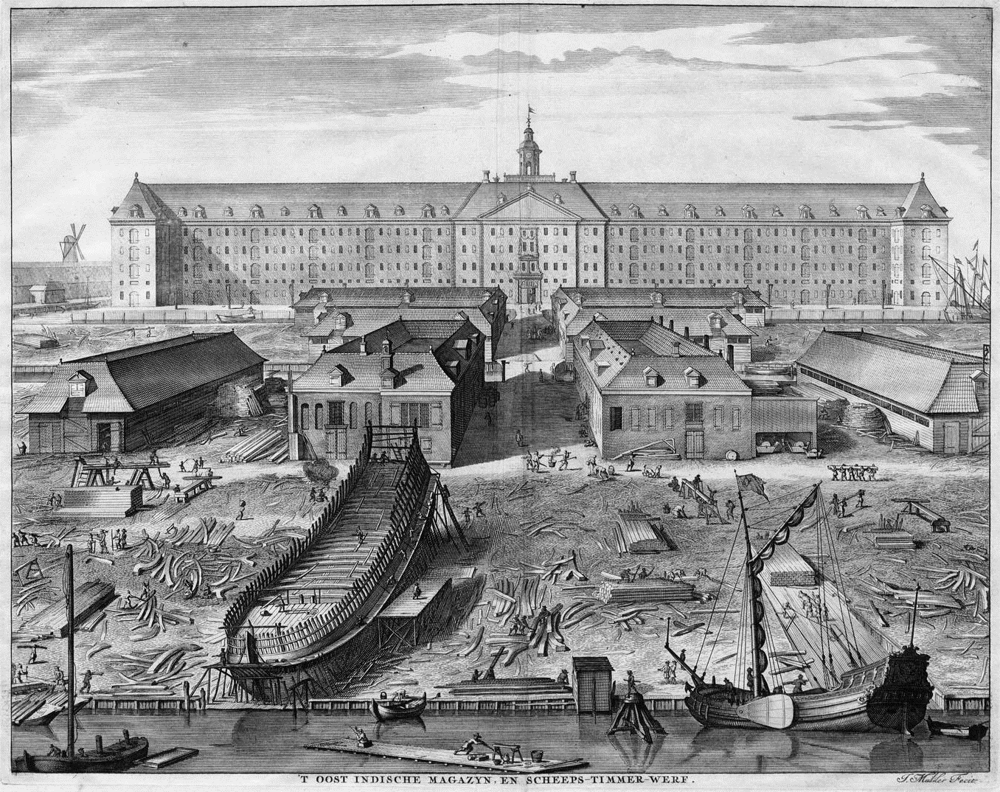 'T OOST INDISCHE MAGAZYN, EN SCHEEPS-TIMMER-WERF.
J. Mulder Fecit